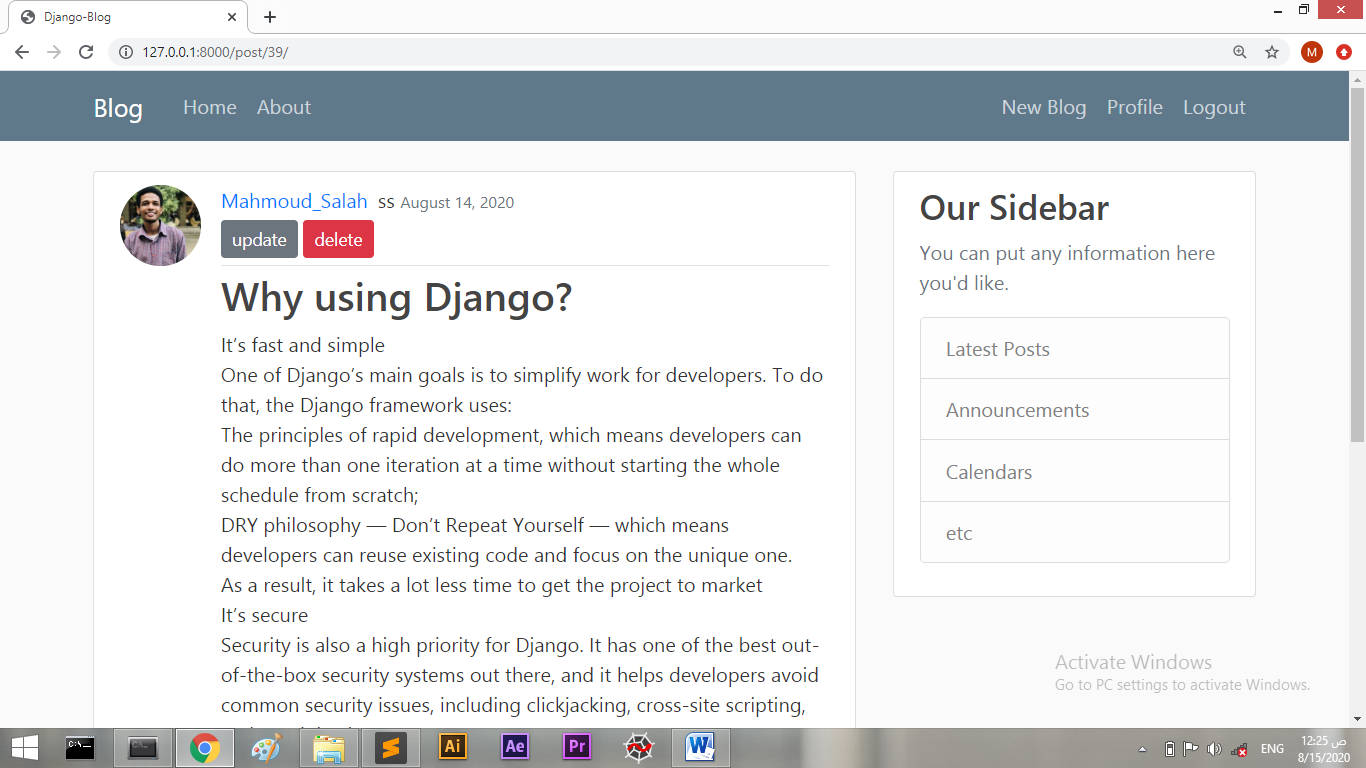 Django-Blog
127.0.0.1:8000/post/39/
M
Blog Home About New Blog Profile Logout
Mahmoud_Salah ss August 14, 2020
update delete
Why using Django?
It’s fast and simple
One of Django’s main goals is to simplify work for developers. To do
that, the Django framework uses:
The principles of rapid development, which means developers can
do more than one iteration at a time without starting the whole
schedule from scratch;
DRY philosophy — Don’t Repeat Yourself — which means
developers can reuse existing code and focus on the unique one.
As a result, it takes a lot less time to get the project to market
It’s secure
Security is also a high priority for Django. It has one of the best out-
of-the-box security systems out there, and it helps developers avoid
common security issues, including clickjacking, cross-site scripting,
Our Sidebar
You can put any information here
you'd like.
Latest Posts
Announcements
Calendars
etc
Activate Windows
Go to PC settings to activate Windows.
C:\ Ai Ae Pr W ENG
12:25 ص
8/15/2020